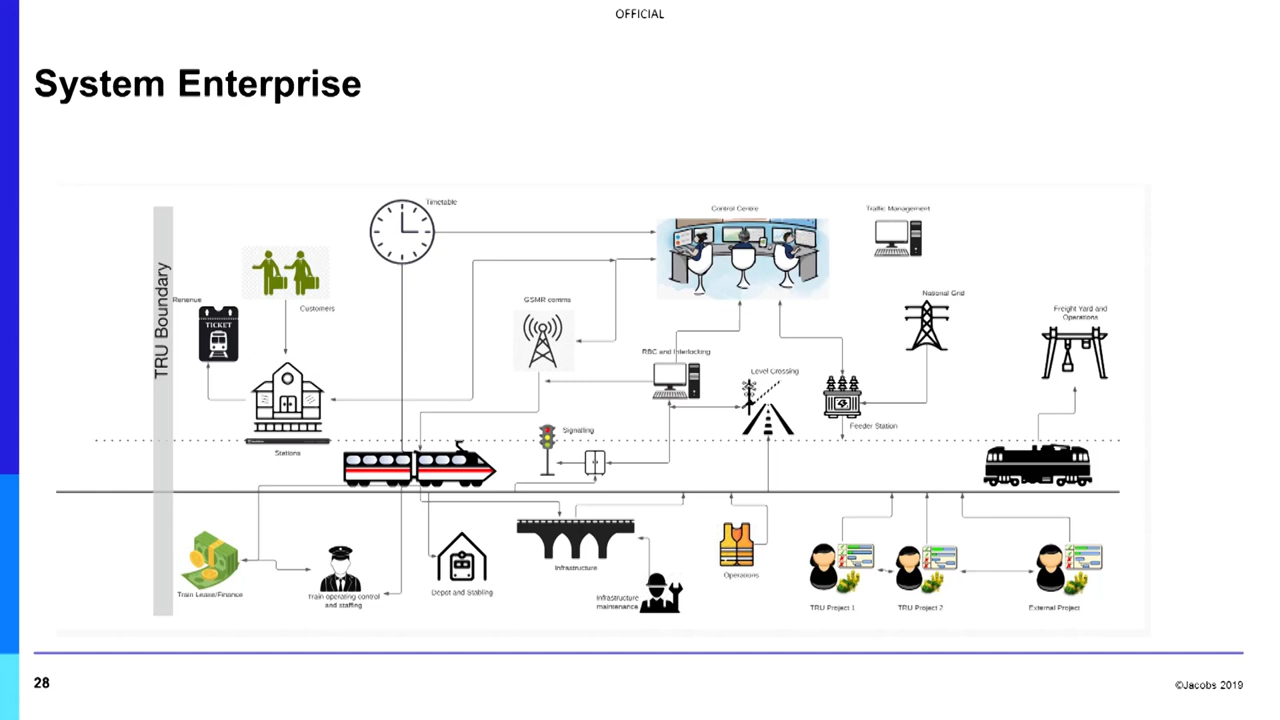 OFFICIAL
System Enterprise
TRU Boundary
Timetable
Control Centre
Traffic Management
Revenue
TICKET
Customers
GSMR comms
National Grid
Freight Yard and
Operations
RBC and Interlocking
Level Crossing
Signalling
Feeder Station
Stations
Train Lease/Finance
Train operating control
and staffing
Depot and Stabling
Infrastructure
Infrastructure
maintenance
Operations
TRU Project 1
TRU Project 2
External Project
28
©Jacobs 2019